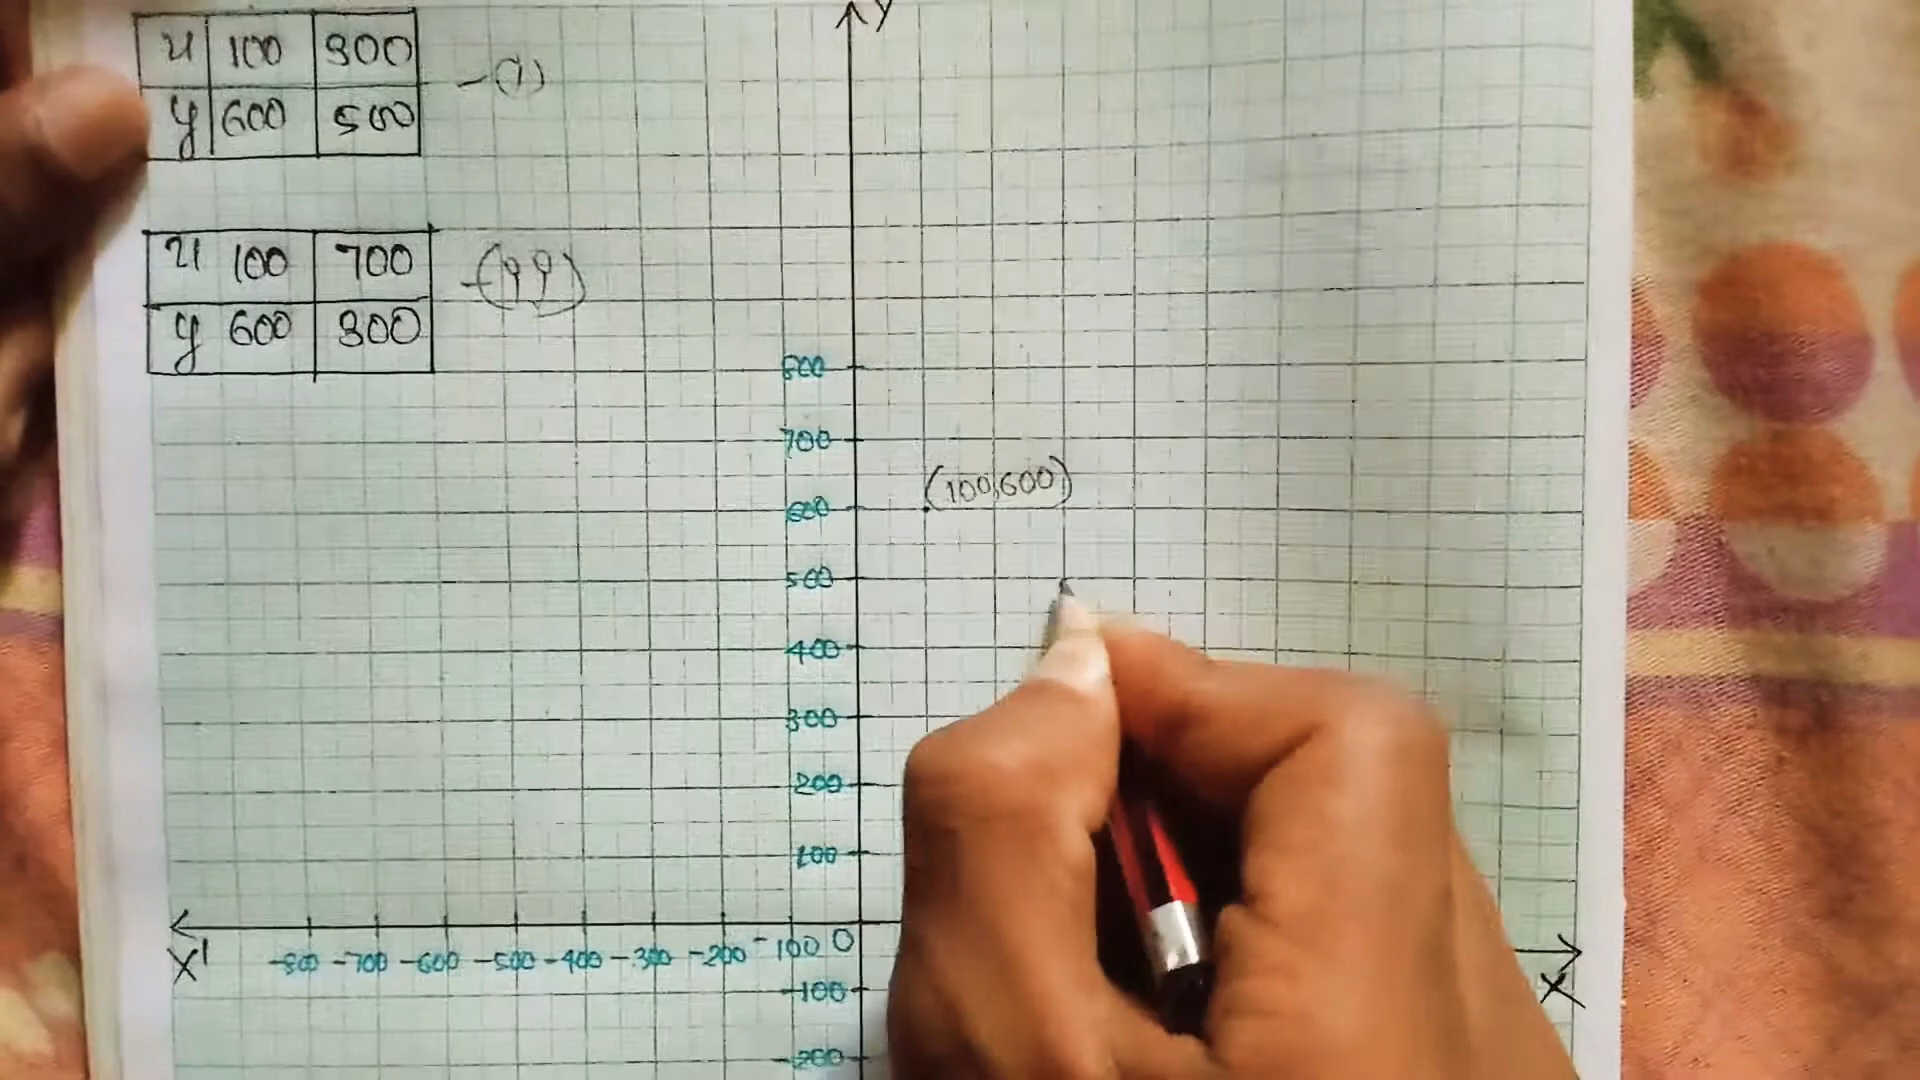 Y
x 100 300 -(i)
y 600 500
x 100 700 -(ii)
y 600 300
800
700
(100,600)
600
500
400
300
200
100
-800 -700 -600 -500 -400 -300 -200 -100 0
X' X
-100
-200